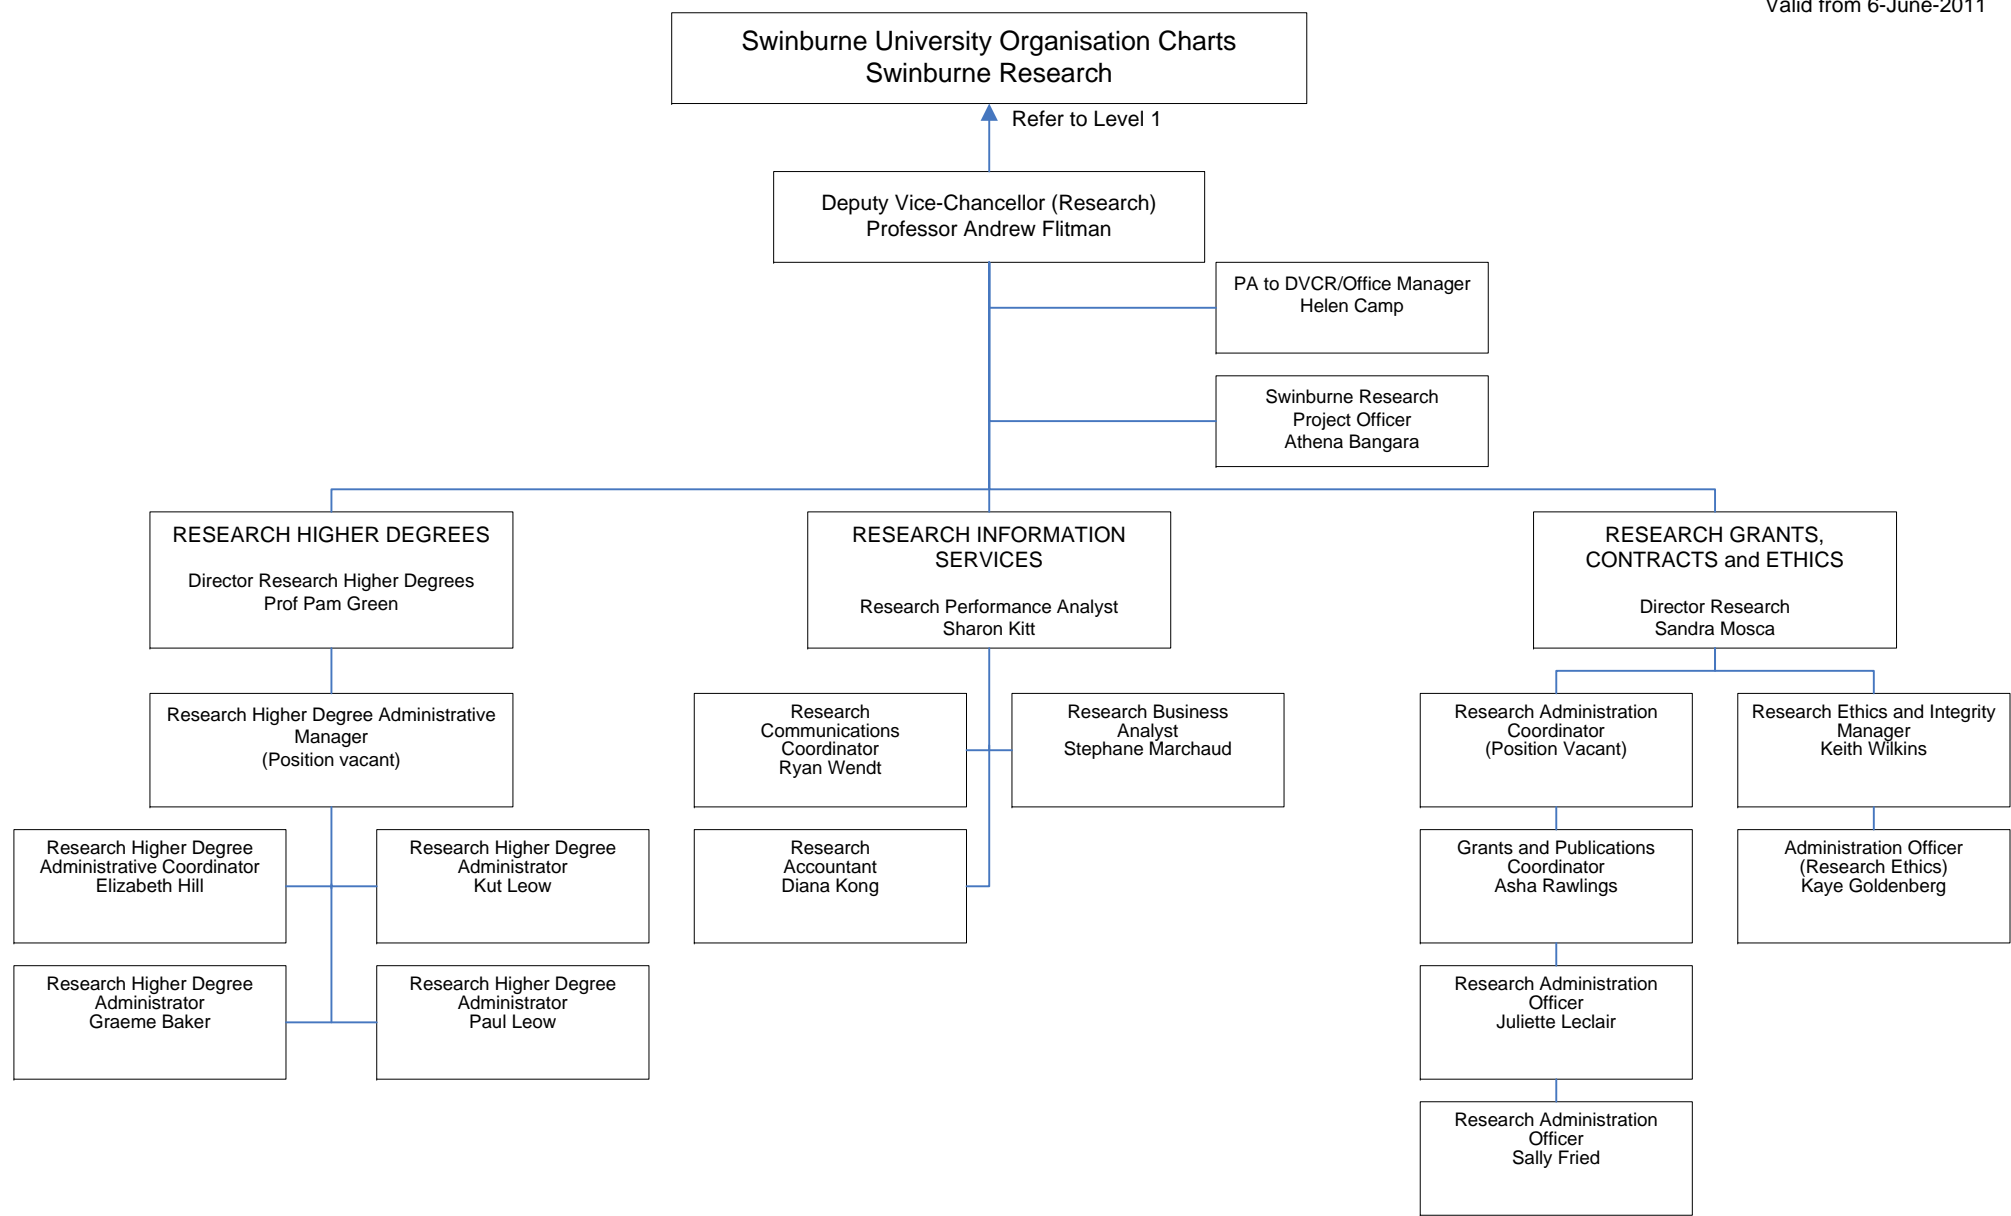 Valid from 6-June-2011
Swinburne University Organisation Charts
Swinburne Research
Refer to Level 1
Deputy Vice-Chancellor (Research)
Professor Andrew Flitman
PA to DVCR/Office Manager
Helen Camp
Swinburne Research
Project Officer
Athena Bangara
RESEARCH HIGHER DEGREES
Director Research Higher Degrees
Prof Pam Green
RESEARCH INFORMATION
SERVICES
Research Performance Analyst
Sharon Kitt
RESEARCH GRANTS,
CONTRACTS and ETHICS
Director Research
Sandra Mosca
Research Higher Degree Administrative
Manager
(Position vacant)
Research
Communications
Coordinator
Ryan Wendt
Research Business
Analyst
Stephane Marchaud
Research Administration
Coordinator
(Position Vacant)
Research Ethics and Integrity
Manager
Keith Wilkins
Research Higher Degree
Administrative Coordinator
Elizabeth Hill
Research Higher Degree
Administrator
Kut Leow
Research
Accountant
Diana Kong
Grants and Publications
Coordinator
Asha Rawlings
Administration Officer
(Research Ethics)
Kaye Goldenberg
Research Higher Degree
Administrator
Graeme Baker
Research Higher Degree
Administrator
Paul Leow
Research Administration
Officer
Juliette Leclair
Research Administration
Officer
Sally Fried